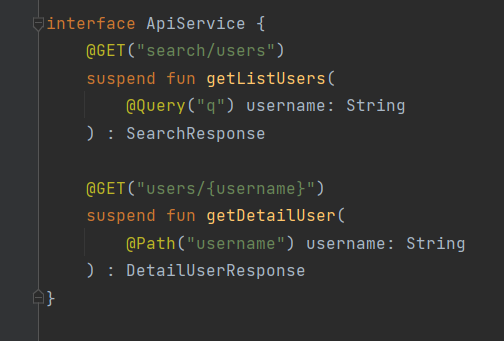 interface ApiService {
@GET("search/users")
suspend fun getListUsers(
@Query("q") username: String
) : SearchResponse
@GET("users/{username}")
suspend fun getDetailUser(
@Path("username") username: String
) : DetailUserResponse
}